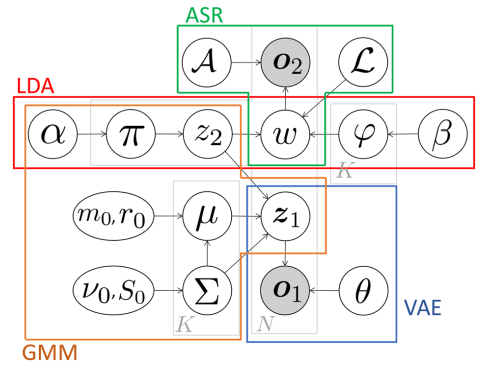 ASR
𝒜 𝒐₂ ℒ
LDA
α π z₂ w φ β
K
m₀,r₀ μ 𝒛₁
ν₀,S₀ Σ 𝒐₁ θ
K N
VAE
GMM